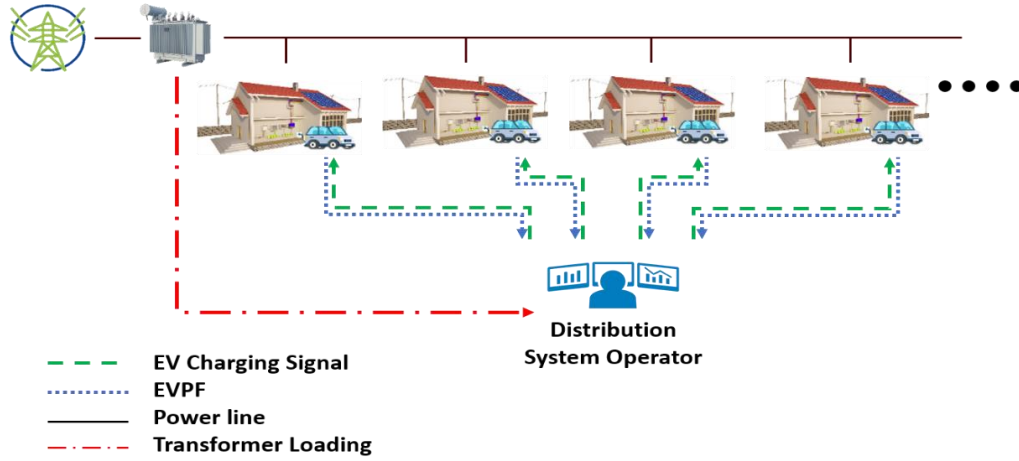 Distribution
System Operator
EV Charging Signal
EVPF
Power line
Transformer Loading